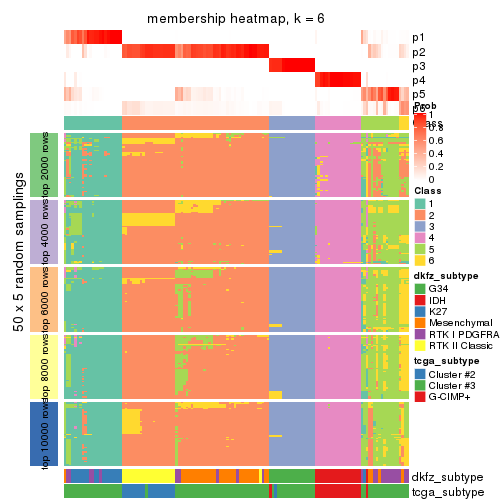 membership heatmap, k = 6
p1
p2
p3
p4
p5
p6
Prob
1
0.8
0.6
0.4
0.2
0
Class
Class
1
2
3
4
5
6
dkfz_subtype
G34
IDH
K27
Mesenchymal
RTK I PDGFRA
RTK II Classic
tcga_subtype
Cluster #2
Cluster #3
G-CIMP+
50 x 5 random samplings
top 2000 rows
top 4000 rows
top 6000 rows
top 8000 rows
top 10000 rows
dkfz_subtype
tcga_subtype